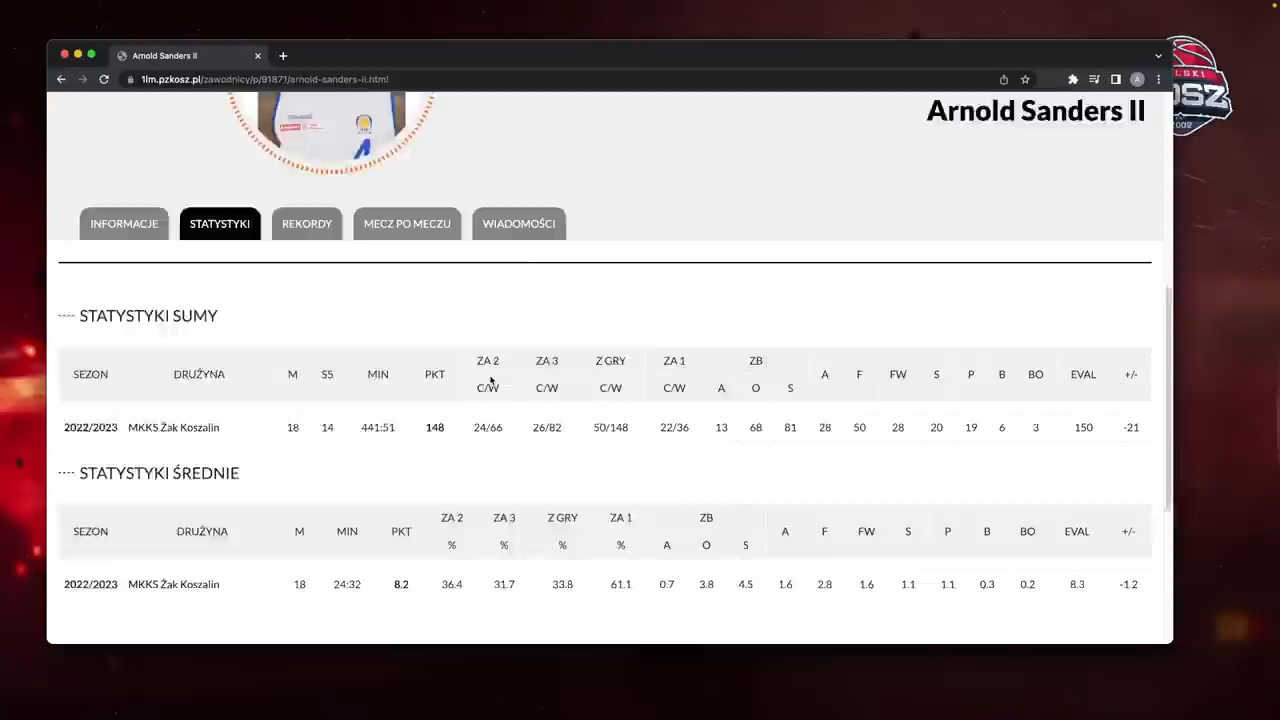 Arnold Sanders II
1lm.pzkosz.pl/zawodnicy/p/91871/arnold-sanders-ii.html
LSKI
OSZ
2002
Arnold Sanders II
INFORMACJE STATYSTYKI REKORDY MECZ PO MECZU WIADOMOŚCI
---- STATYSTYKI SUMY
ZA 2 ZA 3 Z GRY ZA 1 ZB
SEZON DRUŻYNA M S5 MIN PKT A F FW S P B BO EVAL +/-
C/W C/W C/W C/W A O S
2022/2023 MKKS Żak Koszalin 18 14 441:51 148 24/66 26/82 50/148 22/36 13 68 81 28 50 28 20 19 6 3 150 -21
---- STATYSTYKI ŚREDNIE
ZA 2 ZA 3 Z GRY ZA 1 ZB
SEZON DRUŻYNA M MIN PKT A F FW S P B BO EVAL +/-
% % % % A O S
2022/2023 MKKS Żak Koszalin 18 24:32 8.2 36.4 31.7 33.8 61.1 0.7 3.8 4.5 1.6 2.8 1.6 1.1 1.1 0.3 0.2 8.3 -1.2